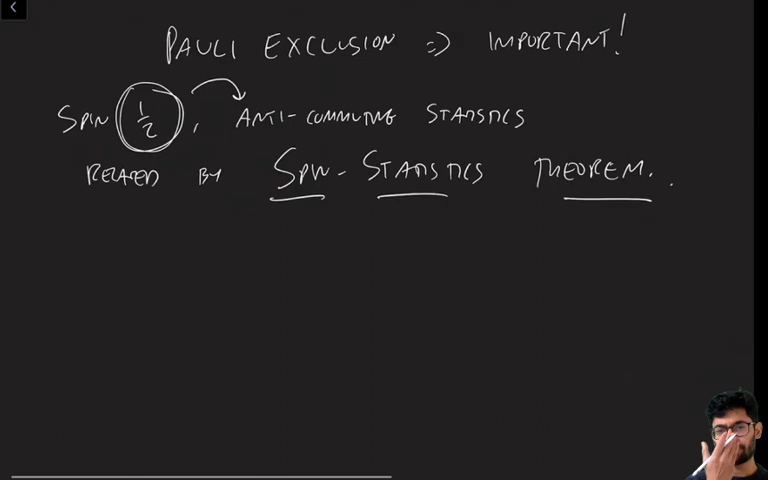 PAULI EXCLUSION => IMPORTANT!
SPIN 1/2, ANTI-COMMUTING STATISTICS
RELATED BY SPIN-STATISTICS THEOREM.